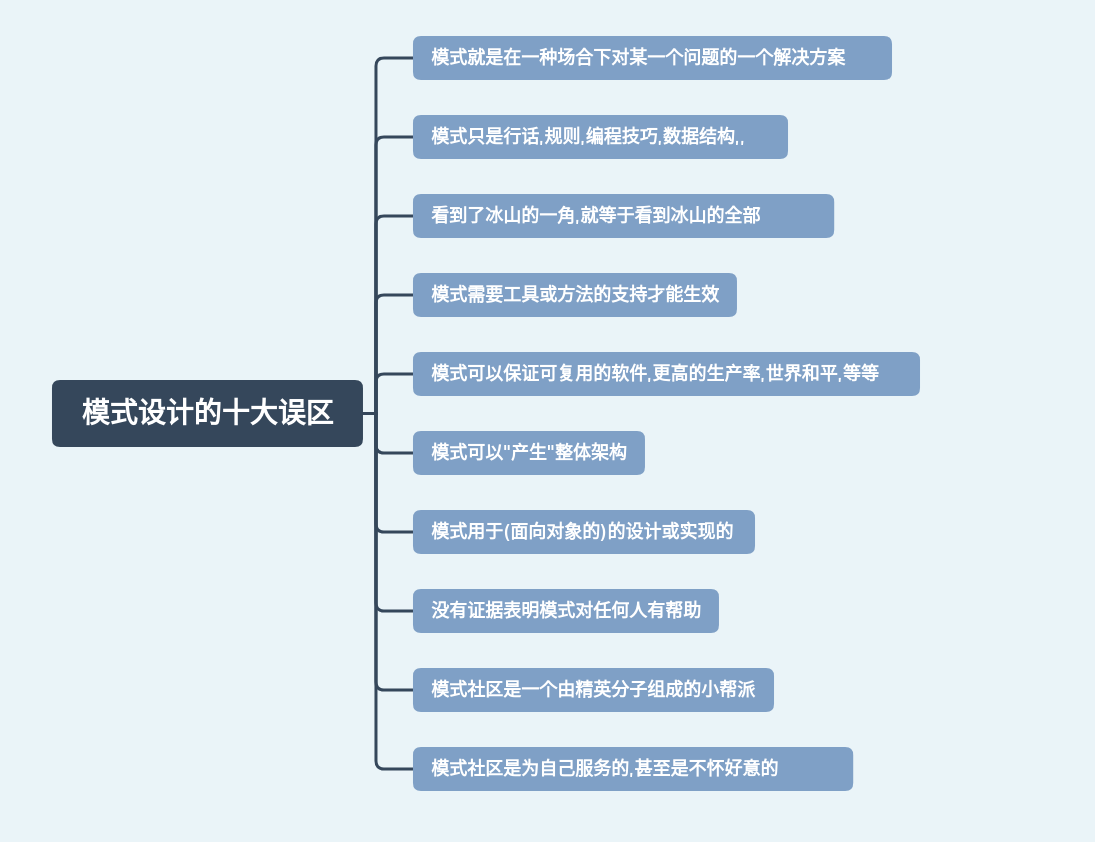 模式就是在一种场合下对某一个问题的一个解决方案
模式只是行话,规则,编程技巧,数据结构,,
看到了冰山的一角,就等于看到冰山的全部
模式需要工具或方法的支持才能生效
模式可以保证可复用的软件,更高的生产率,世界和平,等等
模式设计的十大误区
模式可以"产生"整体架构
模式用于(面向对象的)的设计或实现的
没有证据表明模式对任何人有帮助
模式社区是一个由精英分子组成的小帮派
模式社区是为自己服务的,甚至是不怀好意的